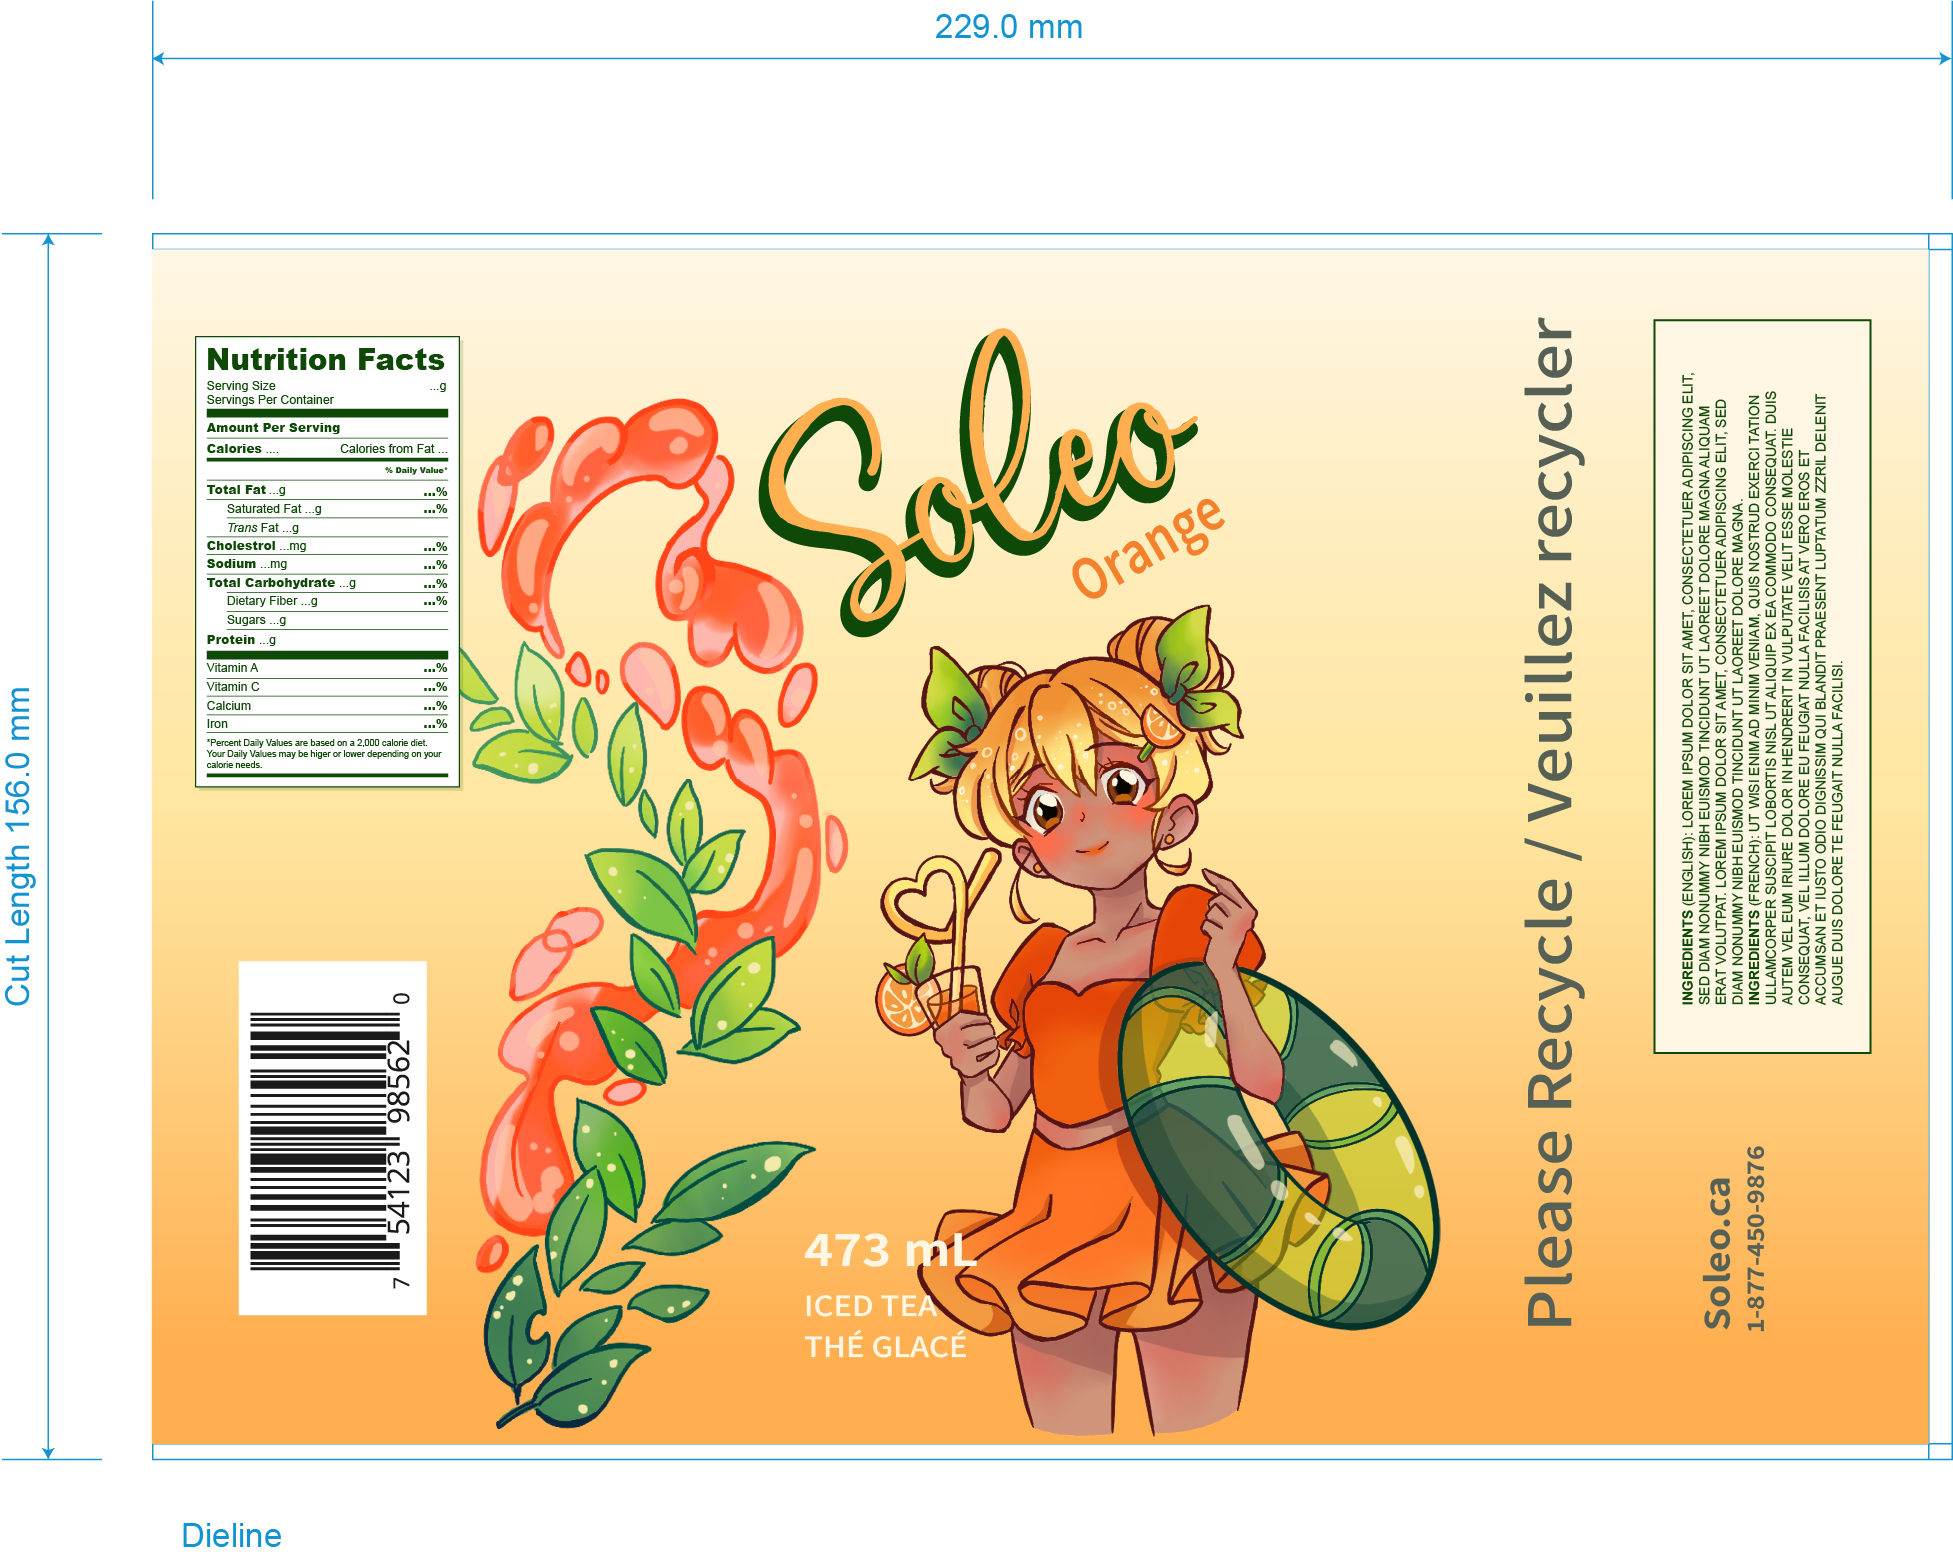 229.0 mm
Cut Length 156.0 mm
Nutrition Facts
Serving Size ...g
Servings Per Container
Amount Per Serving
Calories .... Calories from Fat ...
% Daily Value*
Total Fat ...g ...%
Saturated Fat ...g ...%
Trans Fat ...g
Cholestrol ...mg ...%
Sodium ...mg ...%
Total Carbohydrate ...g ...%
Dietary Fiber ...g ...%
Sugars ...g
Protein ...g
Vitamin A ...%
Vitamin C ...%
Calcium ...%
Iron ...%
*Percent Daily Values are based on a 2,000 calorie diet.
Your Daily Values may be higer or lower depending on your
calorie needs.
7 54123 98562 0
Soleo
Orange
473 mL
ICED TEA
THÉ GLACÉ
Please Recycle / Veuillez recycler
INGREDIENTS (ENGLISH): LOREM IPSUM DOLOR SIT AMET, CONSECTETUER ADIPISCING ELIT,
SED DIAM NONUMMY NIBH EUISMOD TINCIDUNT UT LAOREET DOLORE MAGNA ALIQUAM
ERAT VOLUTPAT. LOREM IPSUM DOLOR SIT AMET, CONSECTETUER ADIPISCING ELIT, SED
DIAM NONUMMY NIBH EUISMOD TINCIDUNT UT LAOREET DOLORE MAGNA.
INGREDIENTS (FRENCH): UT WIS ENIM AD MINIM VENIAM, QUIS NOSTRUD EXERCI TATION
ULLAMCORPER SUSCIPIT LOBORTIS NISL UT ALIQUIP EX EA COMMODO CONSEQUAT. DUIS
AUTEM VEL EUM IRIURE DOLOR IN HENDRERIT IN VULPUTATE VELIT ESSE MOLESTIE
CONSEQUAT, VEL ILLUM DOLORE EU FEUGIAT NULLA FACILISIS AT VERO EROS ET
ACCUMSAN ET IUSTO ODIO DIGNISSIM QUI BLANDIT PRAESENT LUPTATUM ZZRIL DELENIT
AUGUE DUIS DOLORE TE FEUGAIT NULLA FACILISI.
Soleo.ca
1-877-450-9876
Dieline